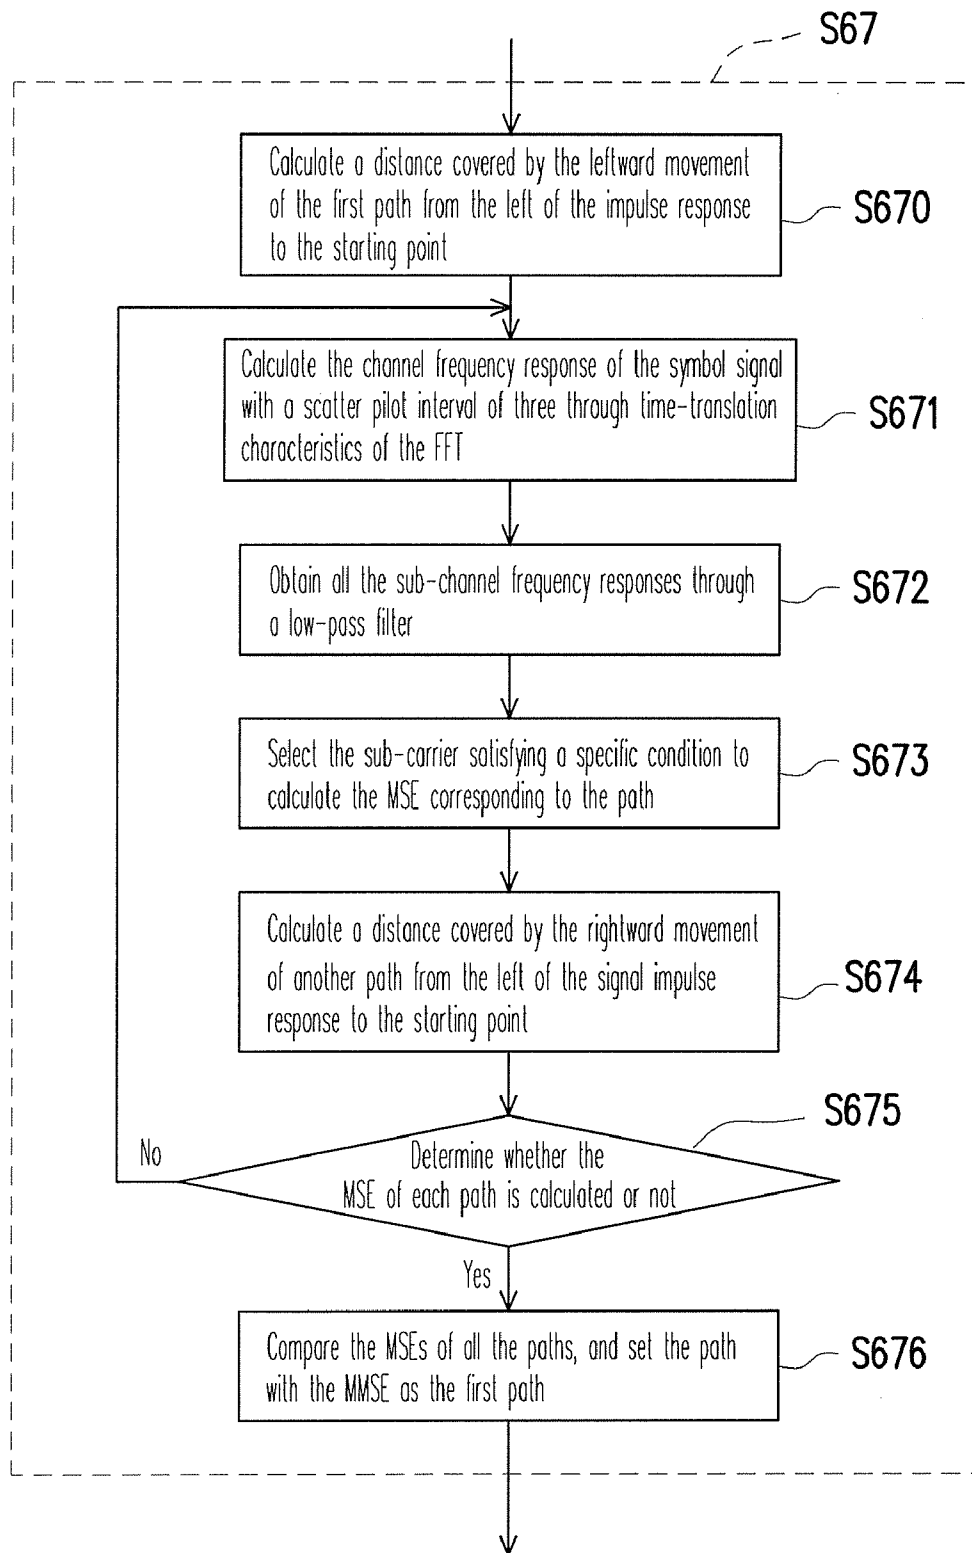 S67
Calculate a distance covered by the leftward movement
of the first path from the left of the impulse response
to the starting point
S670
Calculate the channel frequency response of the symbol signal
with a scatter pilot interval of three through time-translation
characteristics of the FFT
S671
Obtain all the sub-channel frequency responses through
a low-pass filter
S672
Select the sub-carrier satisfying a specific condition to
calculate the MSE corresponding to the path
S673
Calculate a distance covered by the rightward movement
of another path from the left of the signal impulse
response to the starting point
S674
S675
No
Determine whether the
MSE of each path is calculated or not
Yes
Compare the MSEs of all the paths, and set the path
with the MMSE as the first path
S676